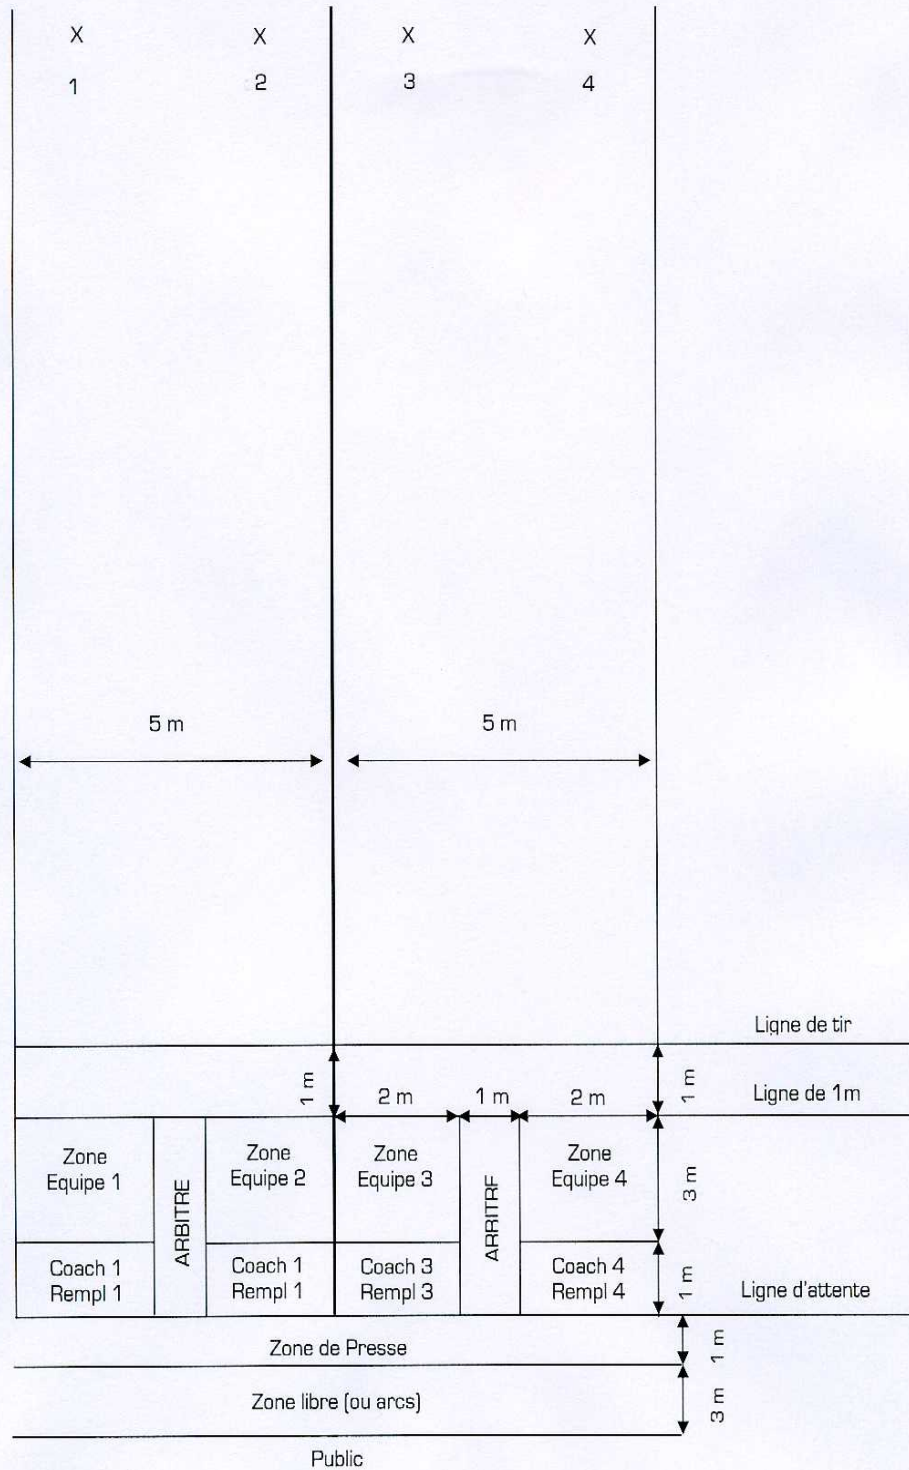 X X X X
1 2 3 4
5 m 5 m
Ligne de tir
1 m 1 m
2 m 1 m 2 m Ligne de 1m
Zone Zone Zone Zone
Equipe 1 Equipe 2 Equipe 3 Equipe 4
ARBITRE ARRITRF
3 m
Coach 1 Coach 1 Coach 3 Coach 4
Rempl 1 Rempl 1 Rempl 3 Rempl 4
1 m Ligne d'attente
Zone de Presse 1 m
Zone libre (ou arcs) 3 m
Public